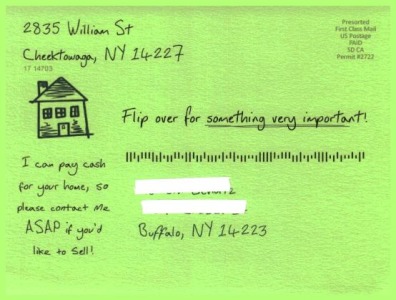 2835 William St
Cheektowaga, NY 14227
17 14703
Presorted
First Class Mail
US Postage
PAID
SD CA
Permit #2722
Flip over for something very important!
I can pay cash
for your home, so
please contact me
ASAP if you'd
like to sell!
Buffalo, NY 14223